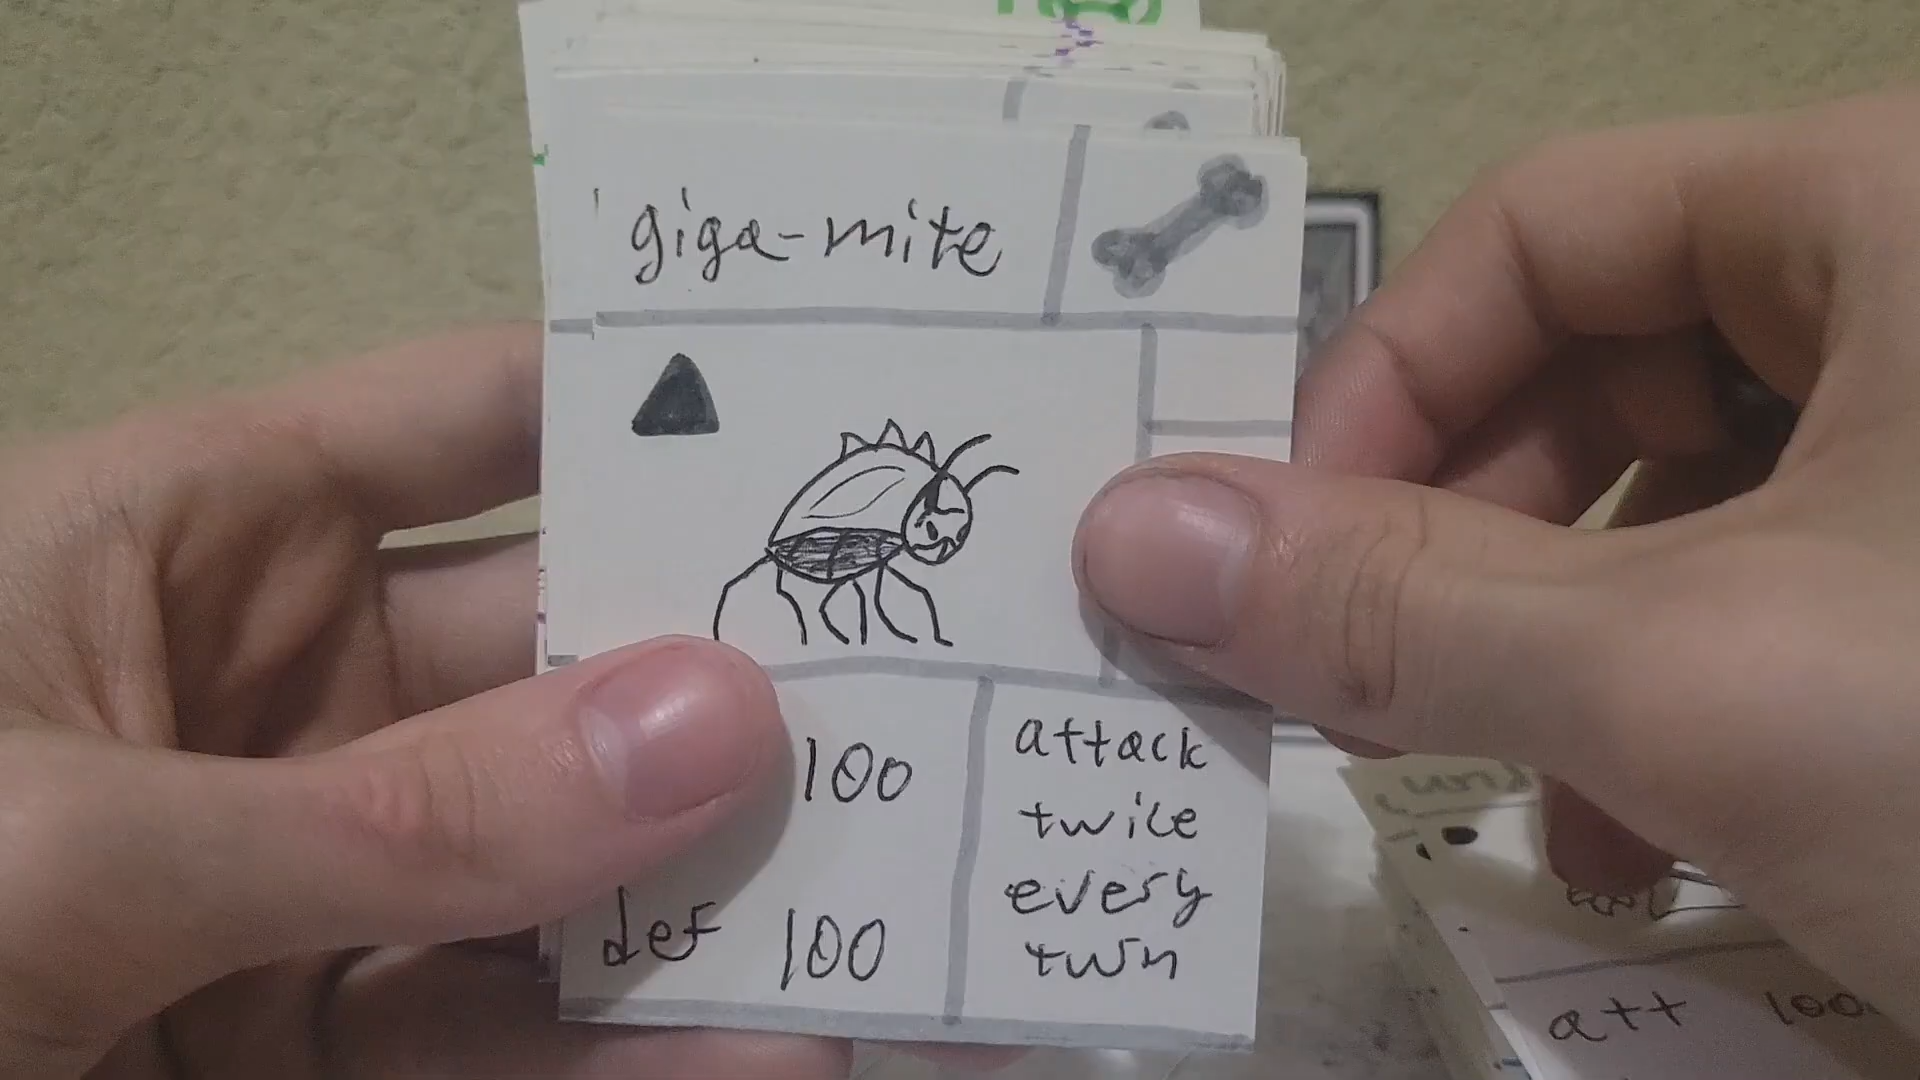 giga-mite
100
def 100
attack
twice
every
turn
att 100